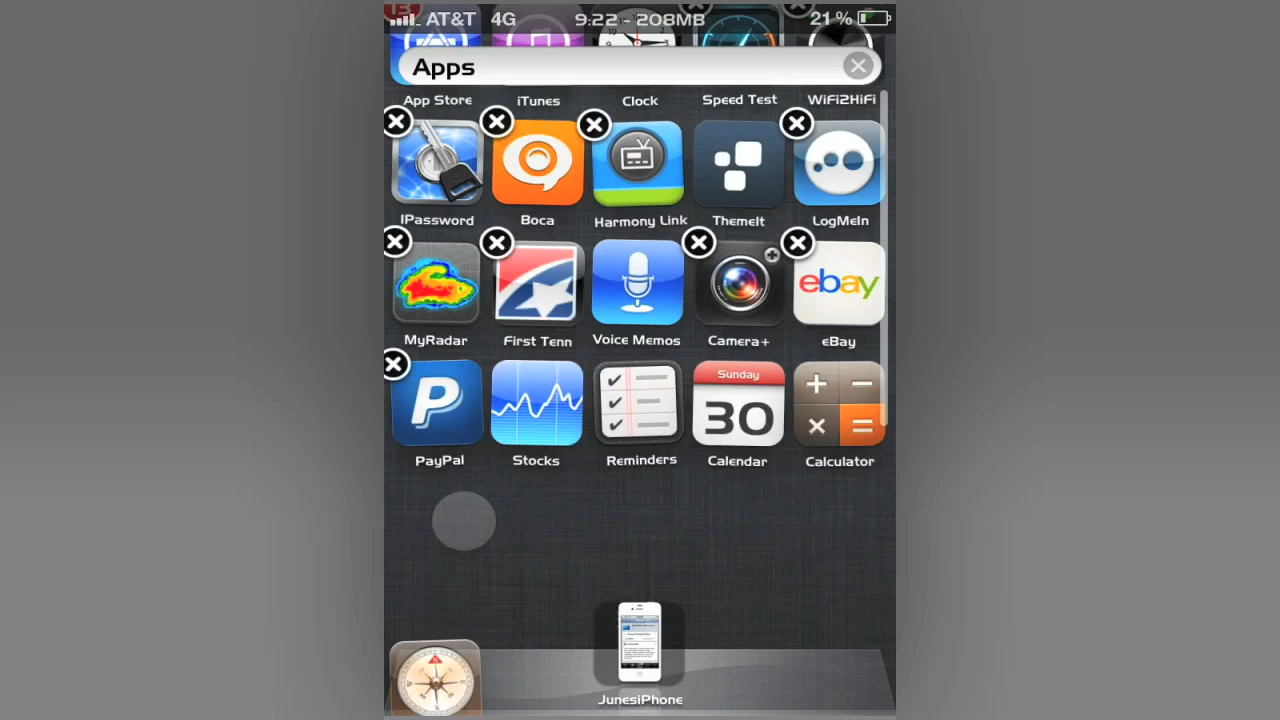 13
AT&T 4G 9:22 - 208MB 21 %
Apps
App Store iTunes Clock Speed Test WiFi2HiFi
1Password Boca Harmony Link ThemeIt LogMeIn
ebay
MyRadar First Tenn Voice Memos Camera+ eBay
Sunday
30
PayPal Stocks Reminders Calendar Calculator
JunesiPhone